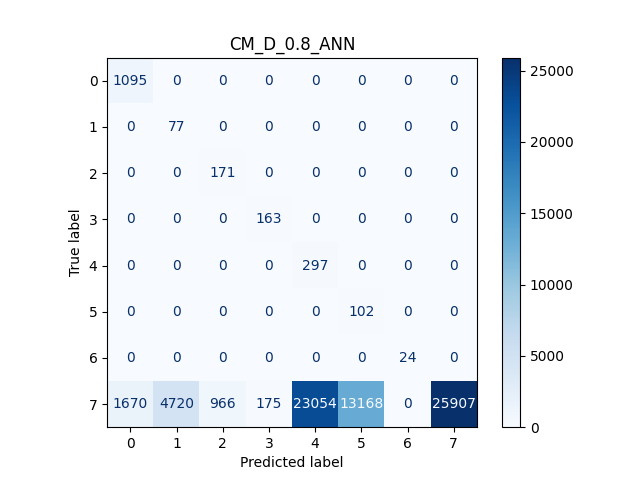 CM_D_0.8_ANN
0 1095 0 0 0 0 0 0 0
1 0 77 0 0 0 0 0 0
2 0 0 171 0 0 0 0 0
3 0 0 0 163 0 0 0 0
4 0 0 0 0 297 0 0 0
5 0 0 0 0 0 102 0 0
6 0 0 0 0 0 0 24 0
7 1670 4720 966 175 23054 13168 0 25907
0 1 2 3 4 5 6 7
Predicted label
True label
25000
20000
15000
10000
5000
0